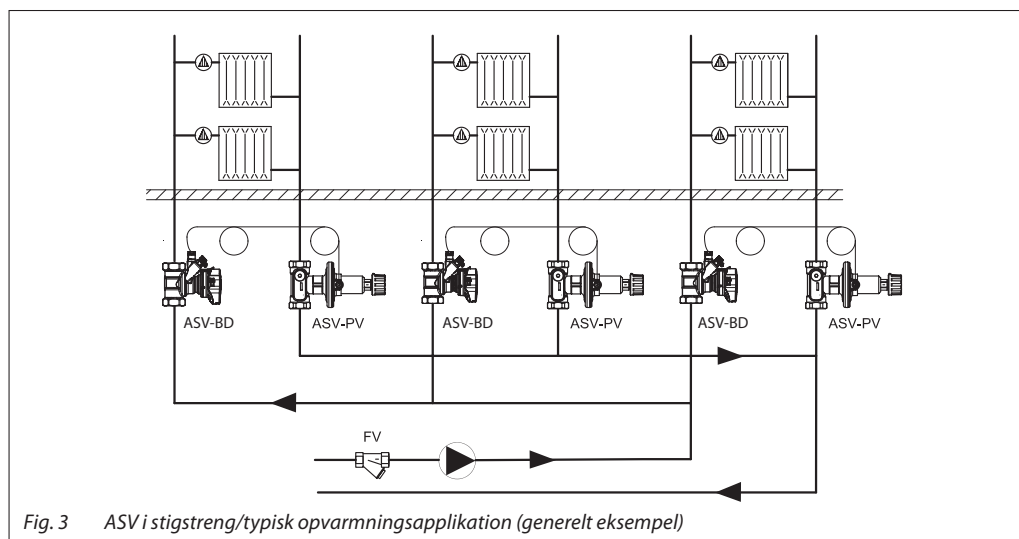 ASV-BD ASV-PV ASV-BD ASV-PV ASV-BD ASV-PV
FV
Fig. 3 ASV i stigstreng/typisk opvarmningsapplikation (generelt eksempel)